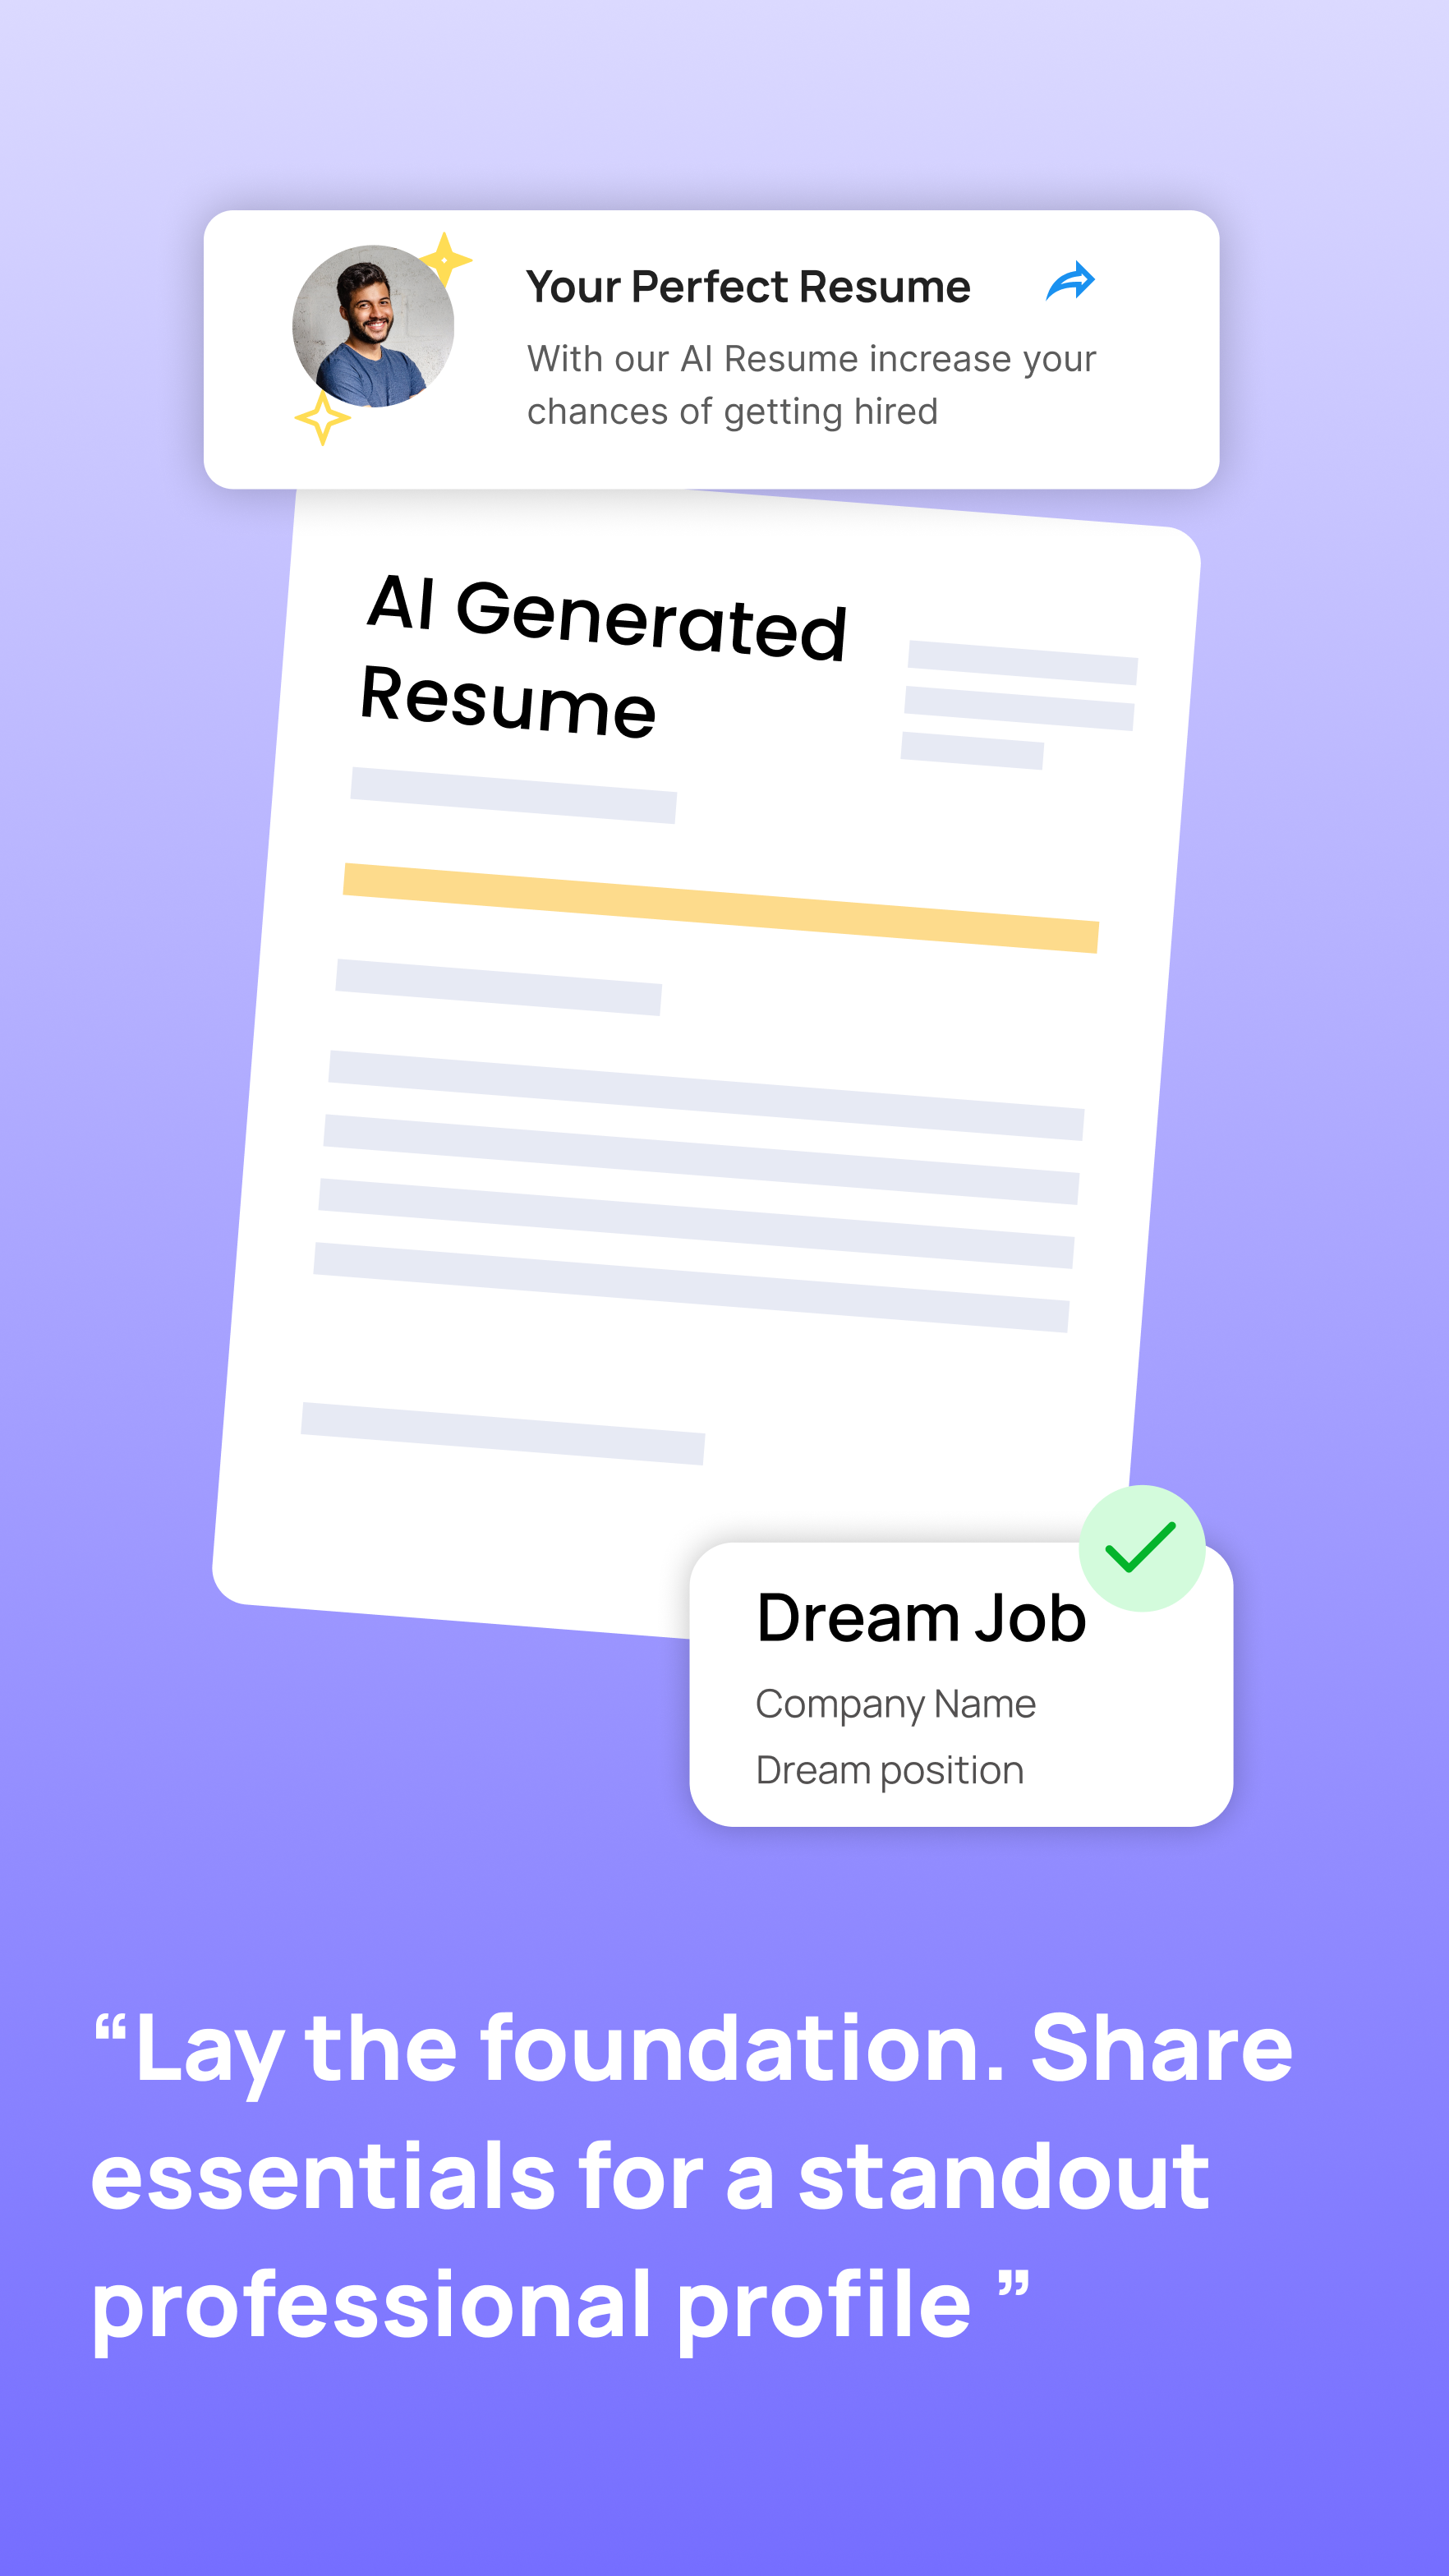 Your Perfect Resume
With our AI Resume increase your
chances of getting hired
AI Generated
Resume
Dream Job
Company Name
Dream position
“Lay the foundation. Share
essentials for a standout
professional profile ”